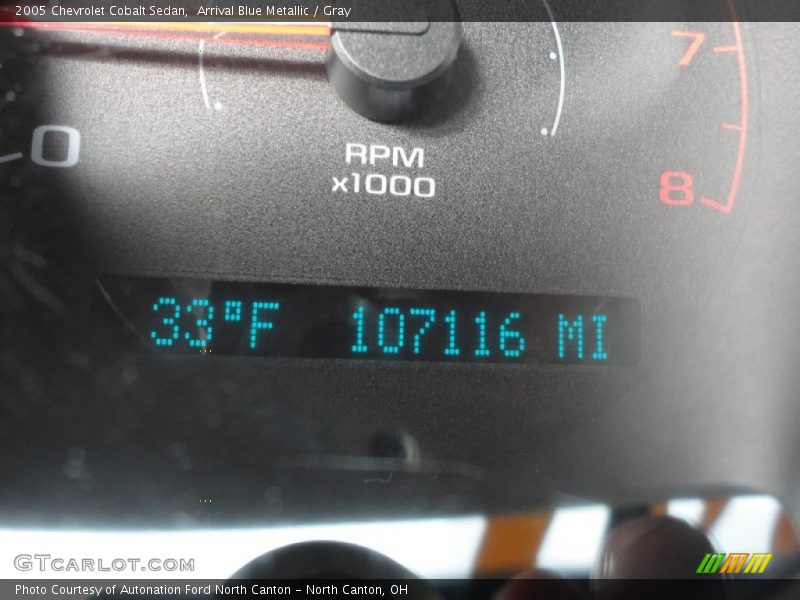 2005 Chevrolet Cobalt Sedan, Arrival Blue Metallic / Gray
7
0
RPM
x1000
8
33°F 107116 MI
GTCARLOT.COM
Photo Courtesy of Autonation Ford North Canton - North Canton, OH